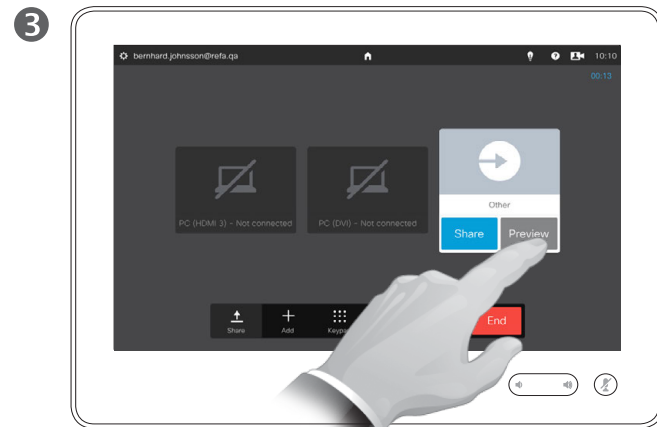 3
bernhard.johnsson@refa.qa
10:10
00:13
PC (HDMI 3) - Not connected
PC (DVI) - Not connected
Other
Share
Preview
Share
Add
End